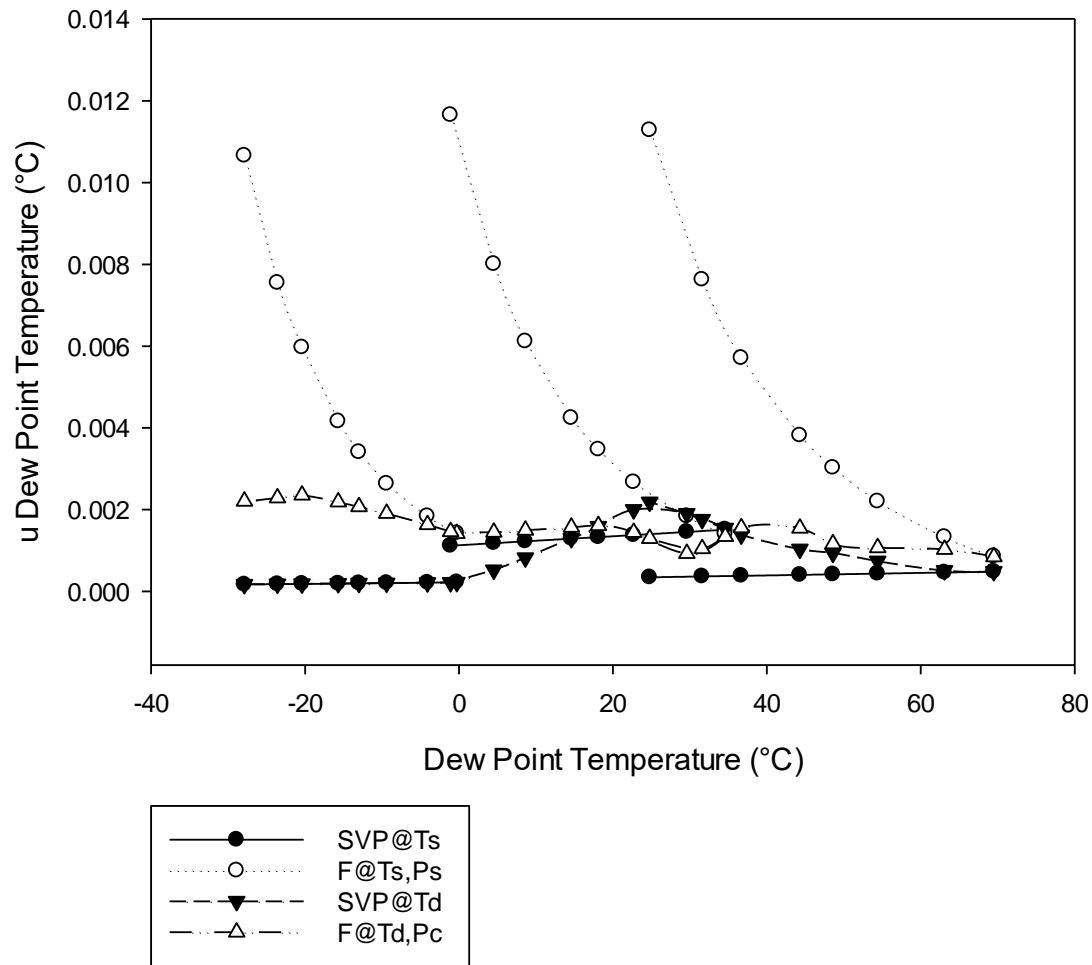 0.014
0.012
0.010
0.008
0.006
0.004
0.002
0.000
u Dew Point Temperature (°C)
-40 -20 0 20 40 60 80
Dew Point Temperature (°C)
SVP@Ts
F@Ts,Ps
SVP@Td
F@Td,Pc